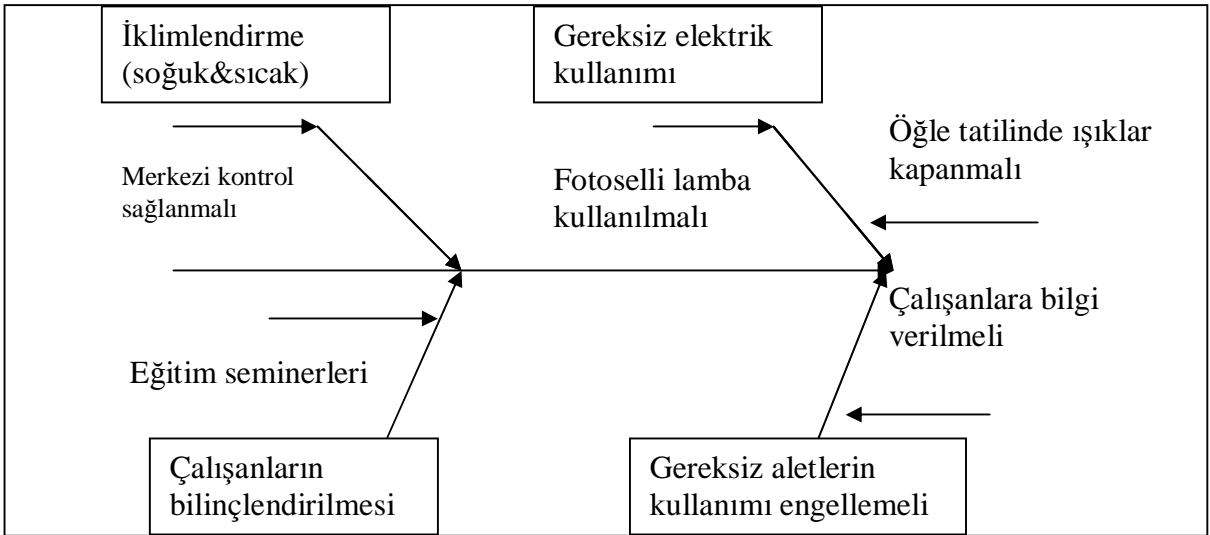 İklimlendirme
(soğuk&sıcak)
Gereksiz elektrik
kullanımı
Öğle tatilinde ışıklar
kapanmalı
Merkezi kontrol
sağlanmalı
Fotoselli lamba
kullanılmalı
Çalışanlara bilgi
verilmeli
Eğitim seminerleri
Çalışanların
bilinçlendirilmesi
Gereksiz aletlerin
kullanımı engellemeli